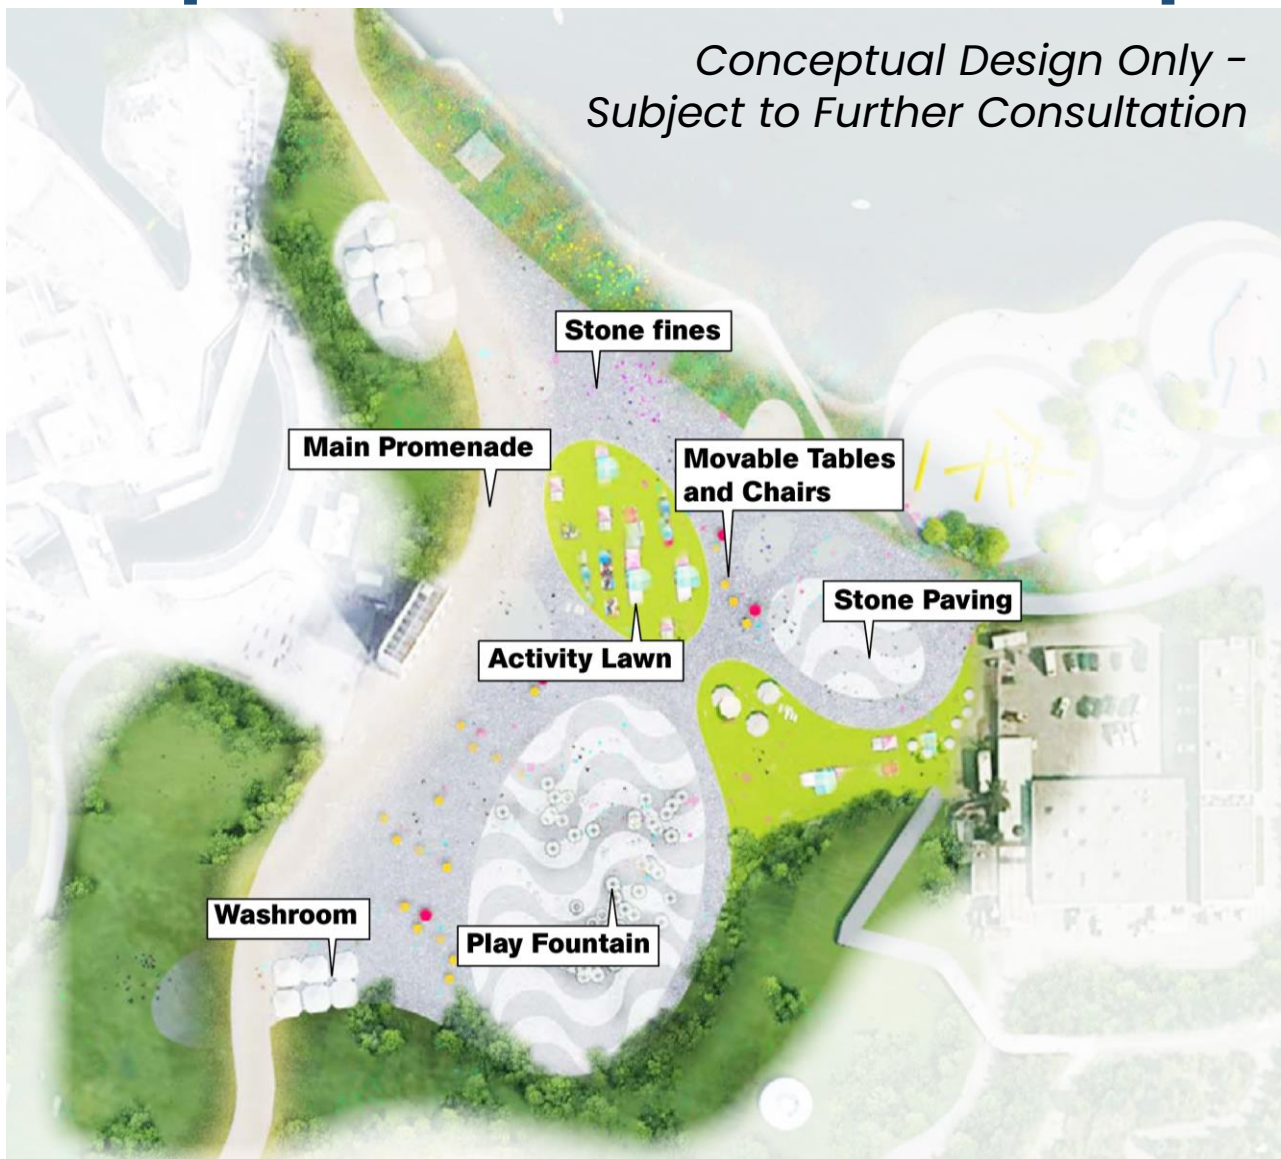 Conceptual Design Only -
Subject to Further Consultation
Stone fines
Main Promenade
Movable Tables
and Chairs
Stone Paving
Activity Lawn
Washroom
Play Fountain